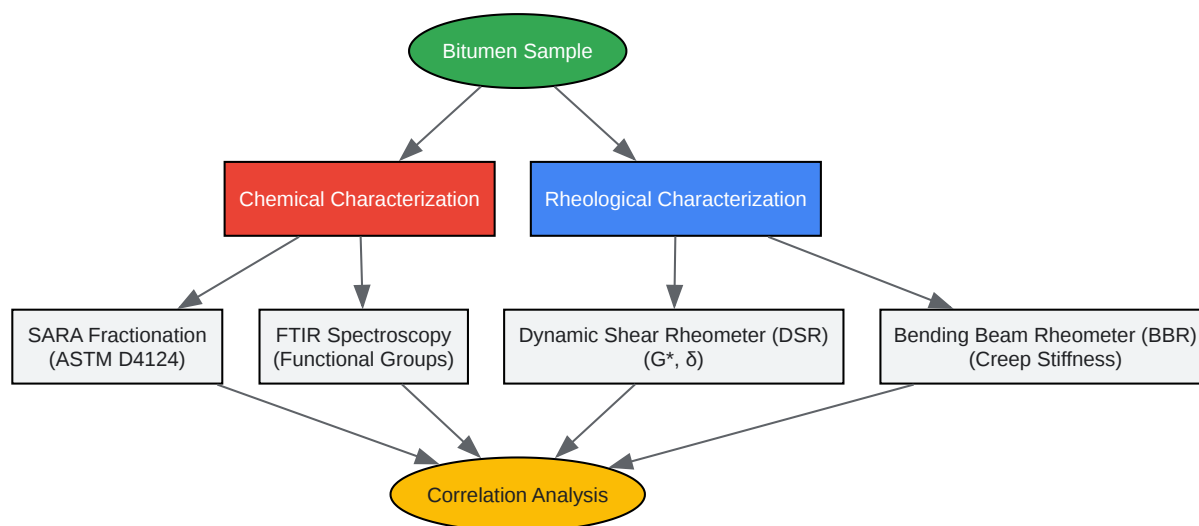 Bitumen Sample
Chemical Characterization
Rheological Characterization
SARA Fractionation
(ASTM D4124)
FTIR Spectroscopy
(Functional Groups)
Dynamic Shear Rheometer (DSR)
(G*, δ)
Bending Beam Rheometer (BBR)
(Creep Stiffness)
Correlation Analysis